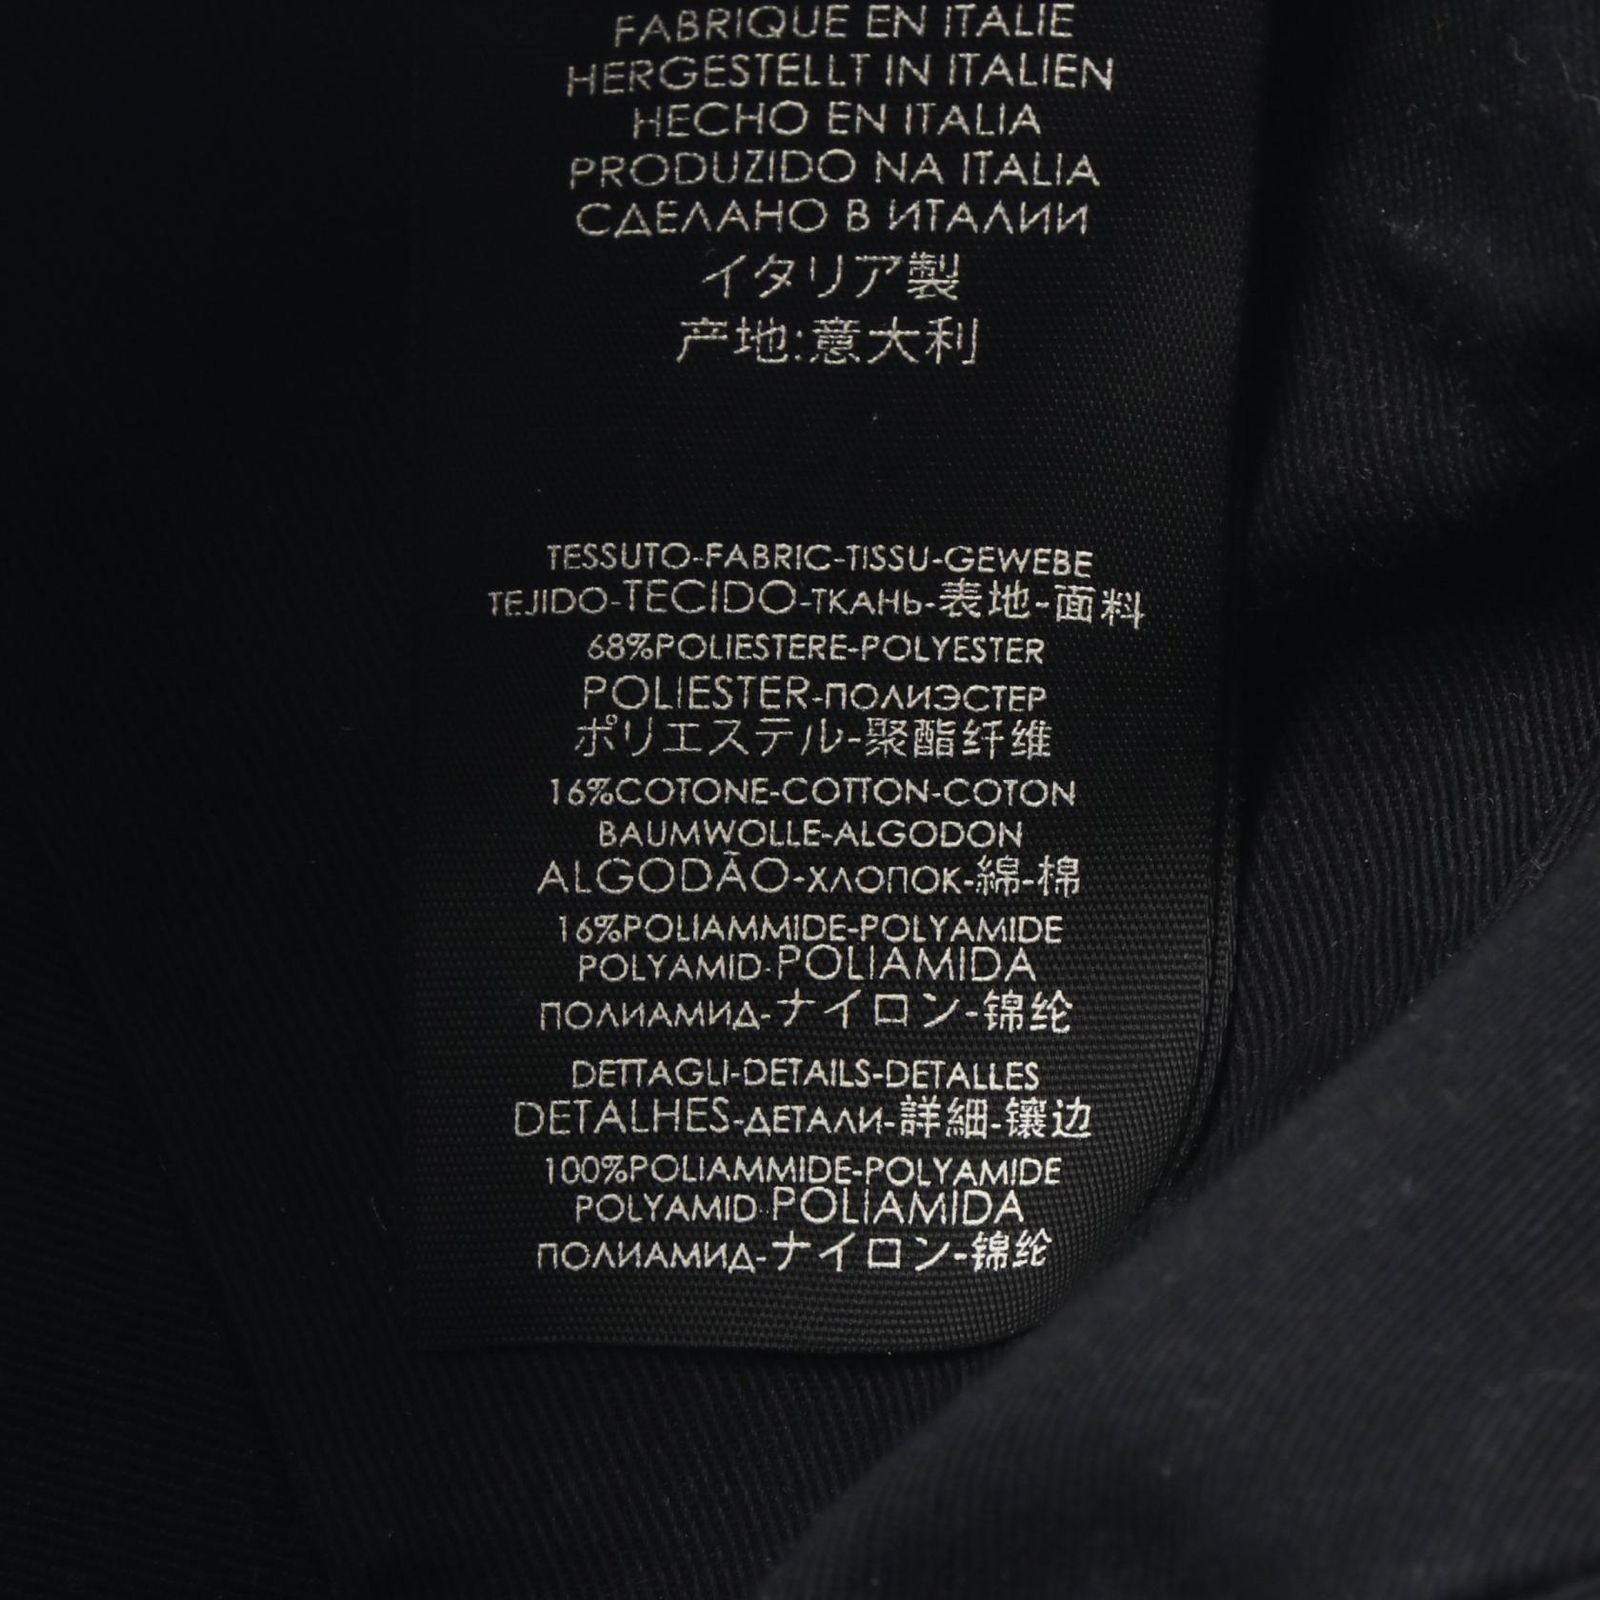 FABRIQUE EN ITALIE
HERGESTELLT IN ITALIEN
HECHO EN ITALIA
PRODUZIDO NA ITALIA
СДЕЛАНО В ИТАЛИИ
イタリア製
产地:意大利
TESSUTO-FABRIC-TISSU-GEWEBE
TEJIDO-TECIDO-ТКАНЬ-表地-面料
68%POLIESTERE-POLYESTER
POLIESTER-ПОЛИЭСТЕР
ポリエステル-聚酯纤维
16%COTONE-COTTON-COTON
BAUMWOLLE-ALGODON
ALGODÃO-ХЛОПОК-綿-棉
16%POLIAMMIDE-POLYAMIDE
POLYAMID-POLIAMIDA
ПОЛИАМИД-ナイロン-锦纶
DETTAGLI-DETAILS-DETALLES
DETALHES-ДЕТАЛИ-詳細-镶边
100%POLIAMMIDE-POLYAMIDE
POLYAMID-POLIAMIDA
ПОЛИАМИД-ナイロン-锦纶